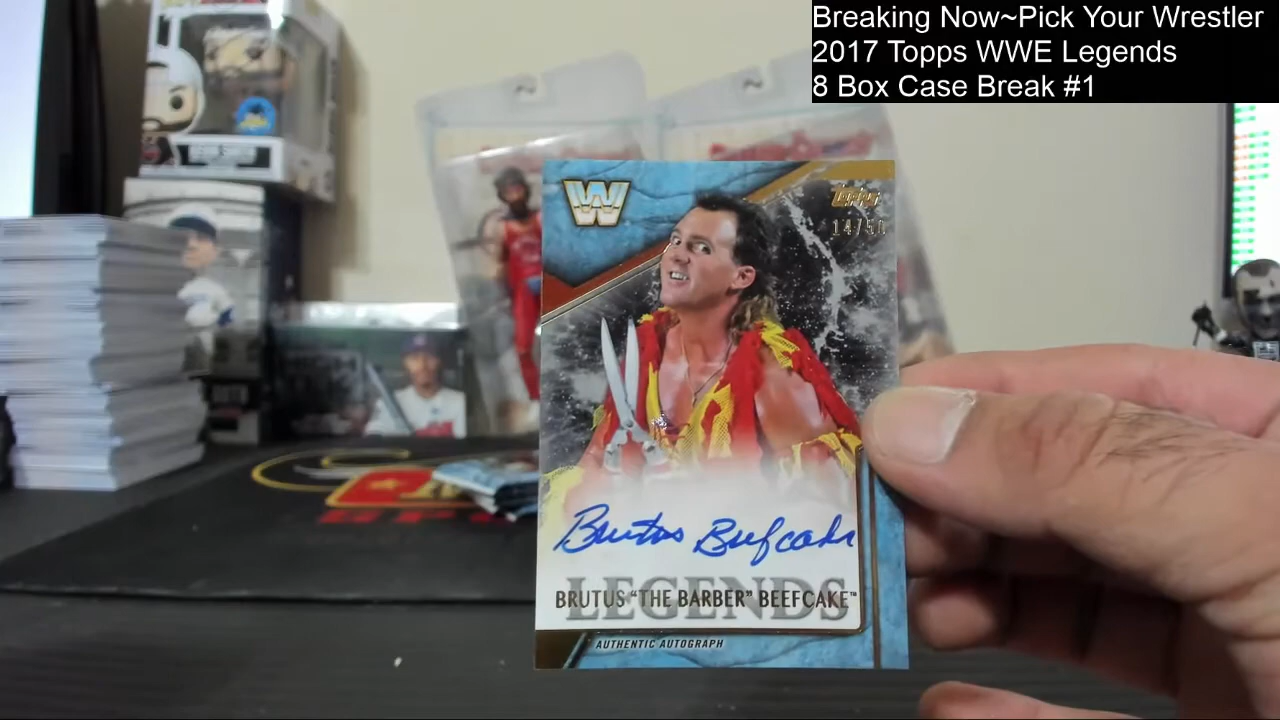 Breaking Now~Pick Your Wrestler
2017 Topps WWE Legends
8 Box Case Break #1
W
TOPPS
14/50
Brutus Beefcake
LEGENDS
BRUTUS "THE BARBER" BEEFCAKE™
AUTHENTIC AUTOGRAPH